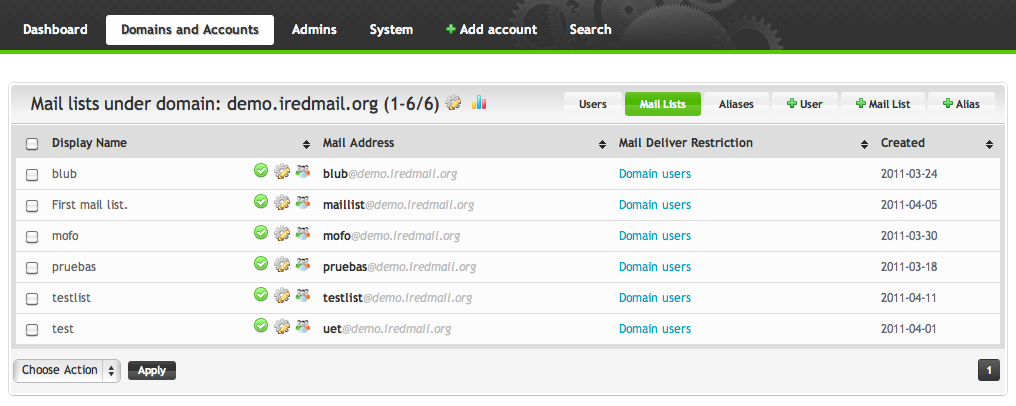 Dashboard Domains and Accounts Admins System Add account Search
Mail lists under domain: demo.iredmail.org (1-6/6) Users Mail Lists Aliases User Mail List Alias
Display Name Mail Address Mail Deliver Restriction Created
blub blub@demo.iredmail.org Domain users 2011-03-24
First mail list. maillist@demo.iredmail.org Domain users 2011-04-05
mofo mofo@demo.iredmail.org Domain users 2011-03-30
pruebas pruebas@demo.iredmail.org Domain users 2011-03-18
testlist testlist@demo.iredmail.org Domain users 2011-04-11
test uet@demo.iredmail.org Domain users 2011-04-01
Choose Action Apply 1